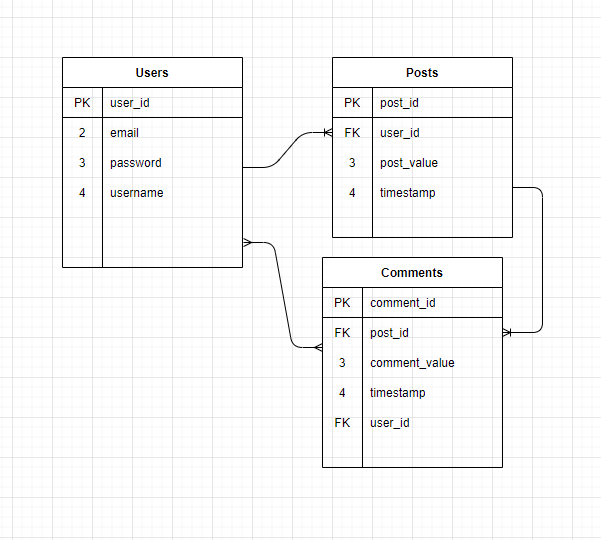 Users
PK user_id
2 email
3 password
4 username
Posts
PK post_id
FK user_id
3 post_value
4 timestamp
Comments
PK comment_id
FK post_id
3 comment_value
4 timestamp
FK user_id